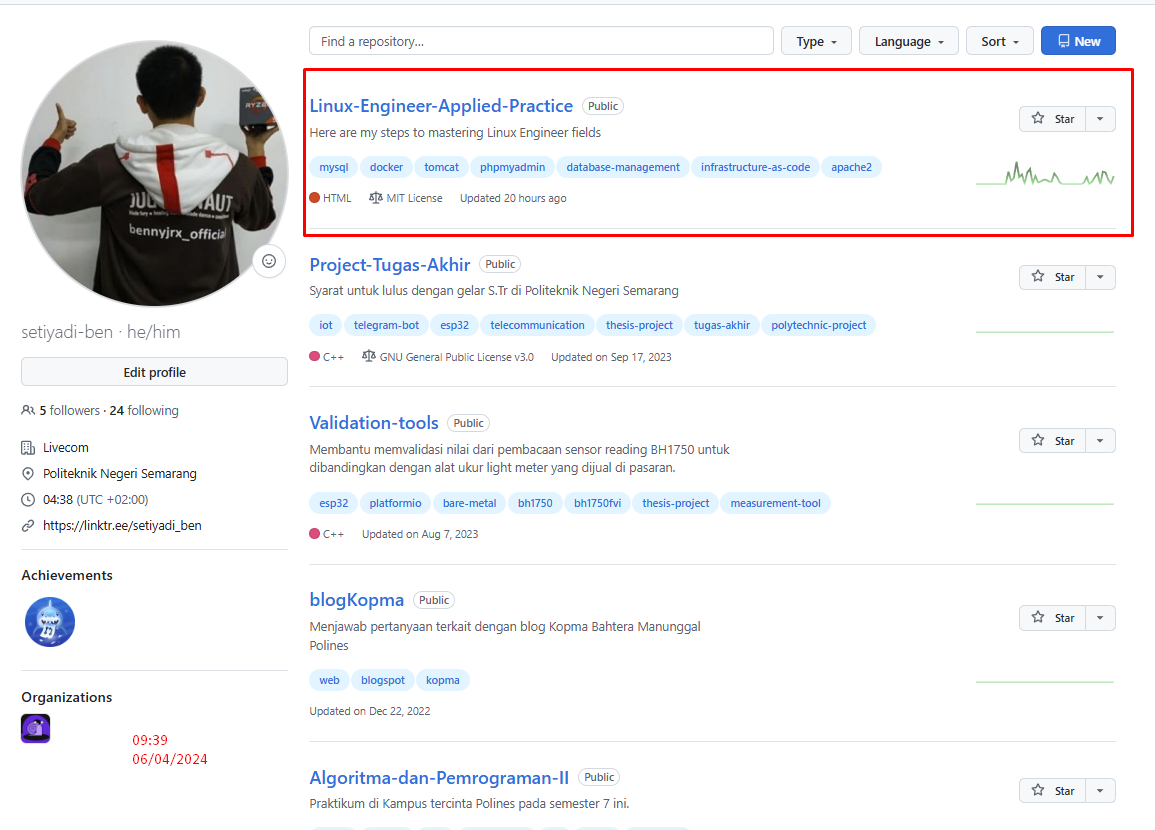 Find a repository...
Type
Language
Sort
New
RYZE
bennyjrx_official
setiyadi-ben · he/him
Edit profile
5 followers · 24 following
Livecom
Politeknik Negeri Semarang
04:38 (UTC +02:00)
https://linktr.ee/setiyadi_ben
Achievements
Organizations
09:39
06/04/2024
Linux-Engineer-Applied-Practice Public
Star
Here are my steps to mastering Linux Engineer fields
mysql docker tomcat phpmyadmin database-management infrastructure-as-code apache2
HTML MIT License Updated 20 hours ago
Project-Tugas-Akhir Public
Star
Syarat untuk lulus dengan gelar S.Tr di Politeknik Negeri Semarang
iot telegram-bot esp32 telecommunication thesis-project tugas-akhir polytechnic-project
C++ GNU General Public License v3.0 Updated on Sep 17, 2023
Validation-tools Public
Star
Membantu memvalidasi nilai dari pembacaan sensor reading BH1750 untuk
dibandingkan dengan alat ukur light meter yang dijual di pasaran.
esp32 platformio bare-metal bh1750 bh1750fvi thesis-project measurement-tool
C++ Updated on Aug 7, 2023
blogKopma Public
Star
Menjawab pertanyaan terkait dengan blog Kopma Bahtera Manunggal
Polines
web blogspot kopma
Updated on Dec 22, 2022
Algoritma-dan-Pemrograman-II Public
Star
Praktikum di Kampus tercinta Polines pada semester 7 ini.